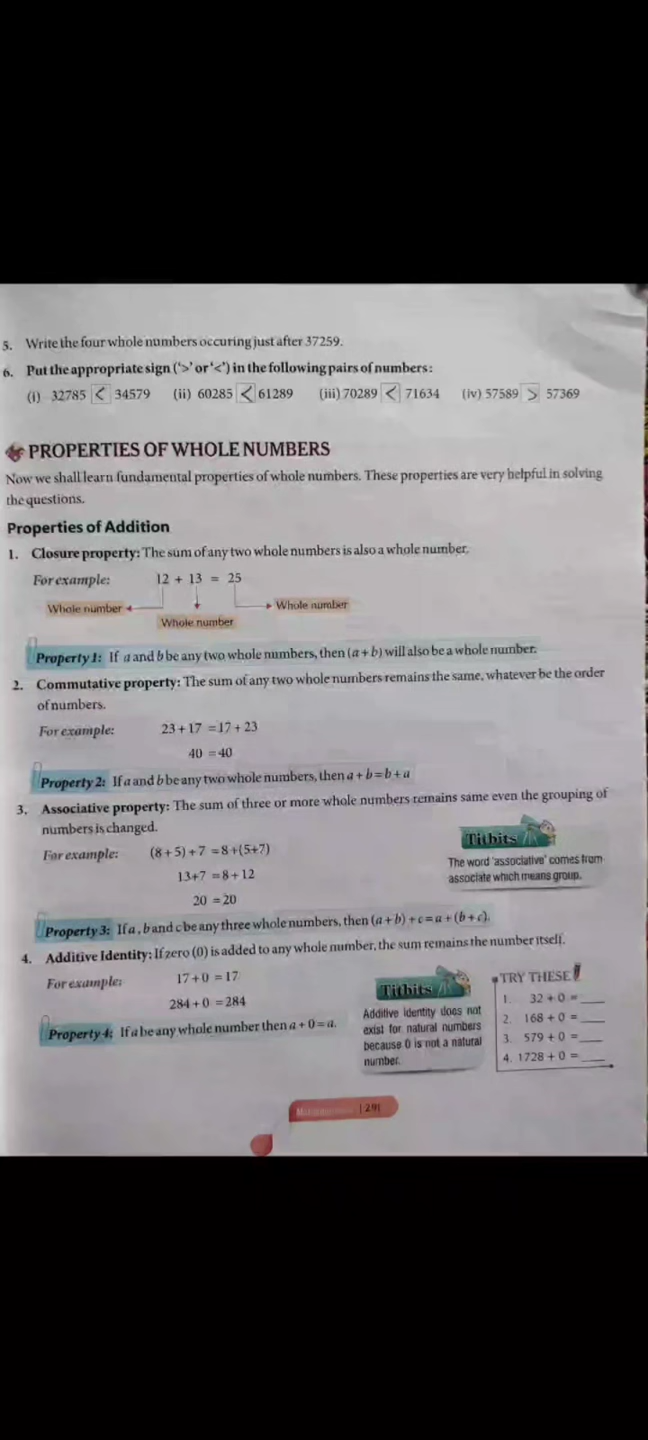 5. Write the four whole numbers occuring just after 37259.
6. Put the appropriate sign ('>' or '<') in the following pairs of numbers:
(i) 32785 < 34579 (ii) 60285 < 61289 (iii) 70289 < 71634 (iv) 57589 > 57369
PROPERTIES OF WHOLE NUMBERS
Now we shall learn fundamental properties of whole numbers. These properties are very helpful in solving
the questions.
Properties of Addition
1. Closure property: The sum of any two whole numbers is also a whole number.
For example: 12 + 13 = 25
Whole number Whole number
Whole number
Property 1: If a and b be any two whole numbers, then (a + b) will also be a whole number.
2. Commutative property: The sum of any two whole numbers remains the same, whatever be the order
of numbers.
For example: 23 + 17 = 17 + 23
40 = 40
Property 2: If a and b be any two whole numbers, then a + b = b + a
3. Associative property: The sum of three or more whole numbers remains same even the grouping of
numbers is changed.
For example: (8 + 5) + 7 = 8 + (5+7)
13+7 = 8 + 12
20 = 20
Titbits
The word 'associative' comes from
associate which means group.
Property 3: If a , b and c be any three whole numbers, then (a + b) + c = a + (b + c).
4. Additive Identity: If zero (0) is added to any whole number, the sum remains the number itself.
For example: 17 + 0 = 17
284 + 0 = 284
Property 4: If a be any whole number then a + 0 = a.
Titbits
Additive identity does not
exist for natural numbers
because 0 is not a natural
number.
TRY THESE
1. 32 + 0 = ___
2. 168 + 0 = ___
3. 579 + 0 = ___
4. 1728 + 0 = ___
| 29 |